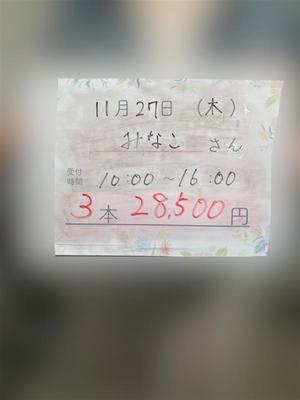 11月27日 (木)
みなこ さん
受付時間 10:00~16:00
3本 28,500円